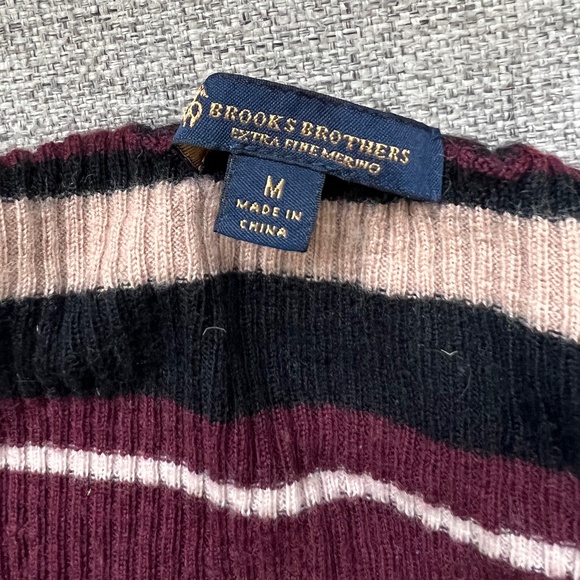 BROOKS BROTHERS
EXTRA FINE MERINO
M
MADE IN
CHINA